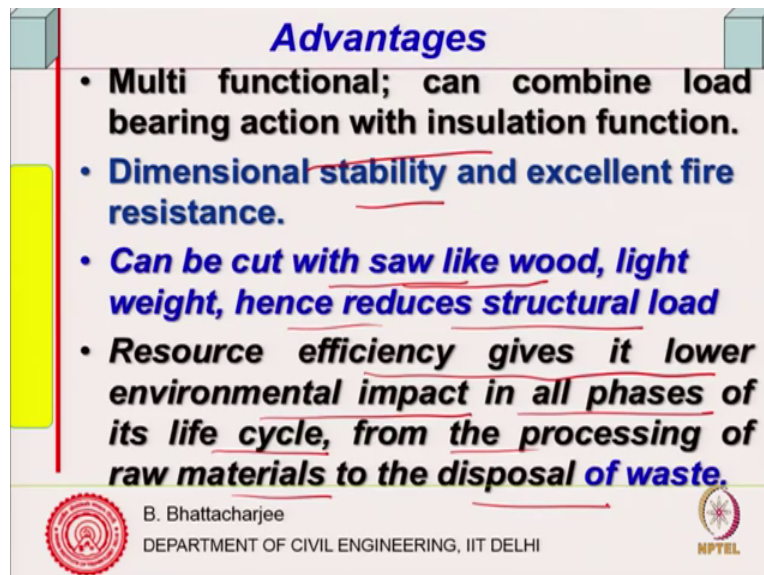 Advantages
• Multi functional; can combine load
bearing action with insulation function.
• Dimensional stability and excellent fire
resistance.
• Can be cut with saw like wood, light
weight, hence reduces structural load
• Resource efficiency gives it lower
environmental impact in all phases of
its life cycle, from the processing of
raw materials to the disposal of waste.
B. Bhattacharjee
DEPARTMENT OF CIVIL ENGINEERING, IIT DELHI
NPTEL